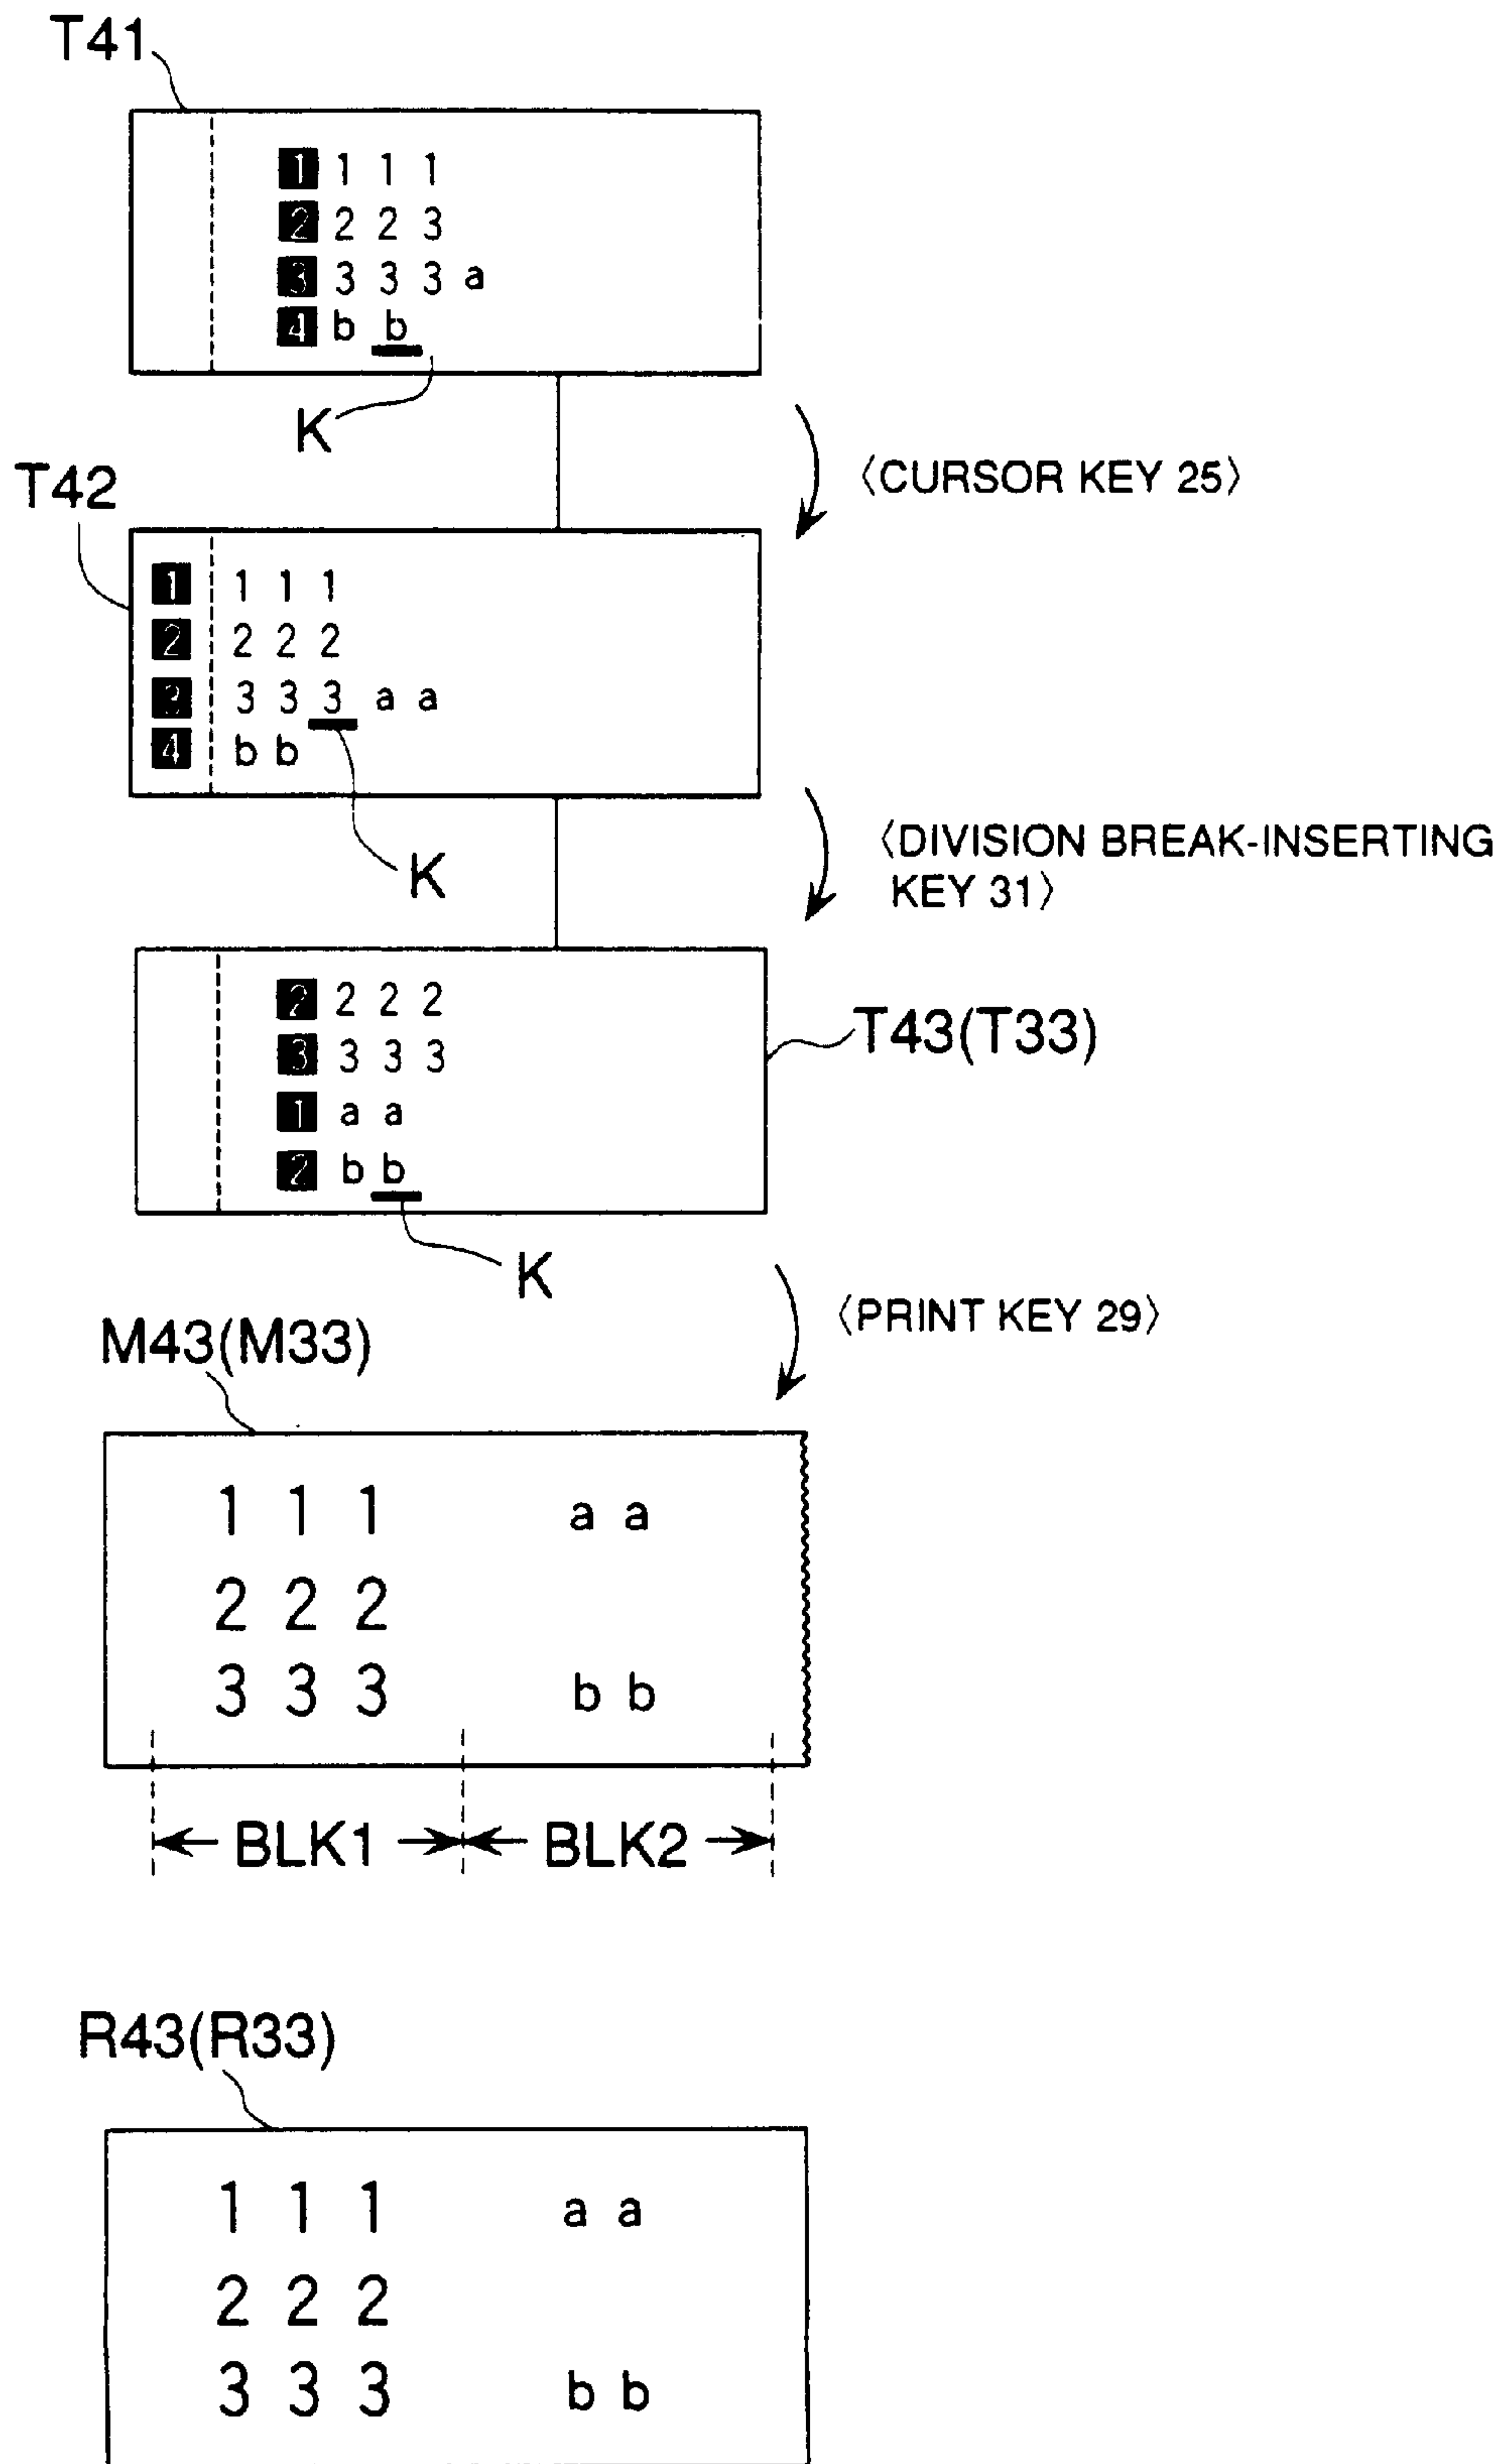 T41
1 1 1 1
2 2 2 3
3 3 3 3 a
4 b b
K
〈CURSOR KEY 25〉
T42
1 1 1 1
2 2 2 2
3 3 3 3 a a
4 b b
K
〈DIVISION BREAK-INSERTING
KEY 31〉
2 2 2 2
3 3 3 3
1 a a
2 b b
T43(T33)
K
〈PRINT KEY 29〉
M43(M33)
1 1 1 a a
2 2 2
3 3 3 b b
BLK1 BLK2
R43(R33)
1 1 1 a a
2 2 2
3 3 3 b b